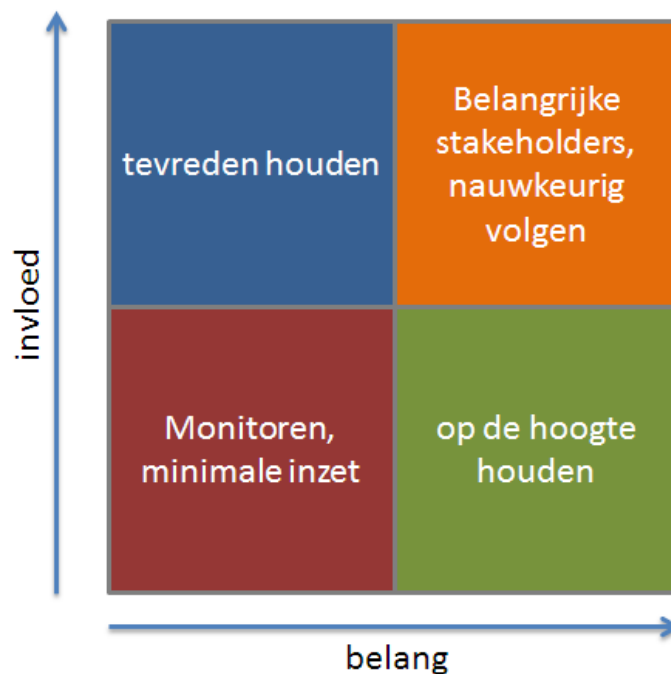 tevreden houden
Belangrijke
stakeholders,
nauwkeurig
volgen
invloed
Monitoren,
minimale inzet
op de hoogte
houden
belang